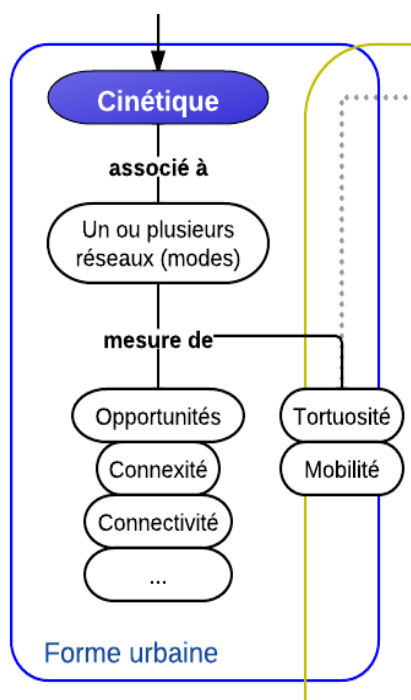 Cinétique
associé à
Un ou plusieurs
réseaux (modes)
mesure de
Opportunités
Tortuosité
Connexité
Mobilité
Connectivité
...
Forme urbaine